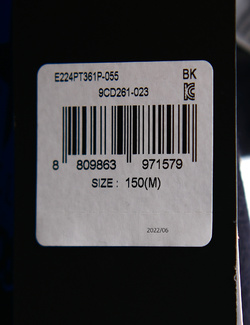 E224PT361P-055 BK
9CD261-023
8 809863 971579
SIZE : 150(M)
2022/06